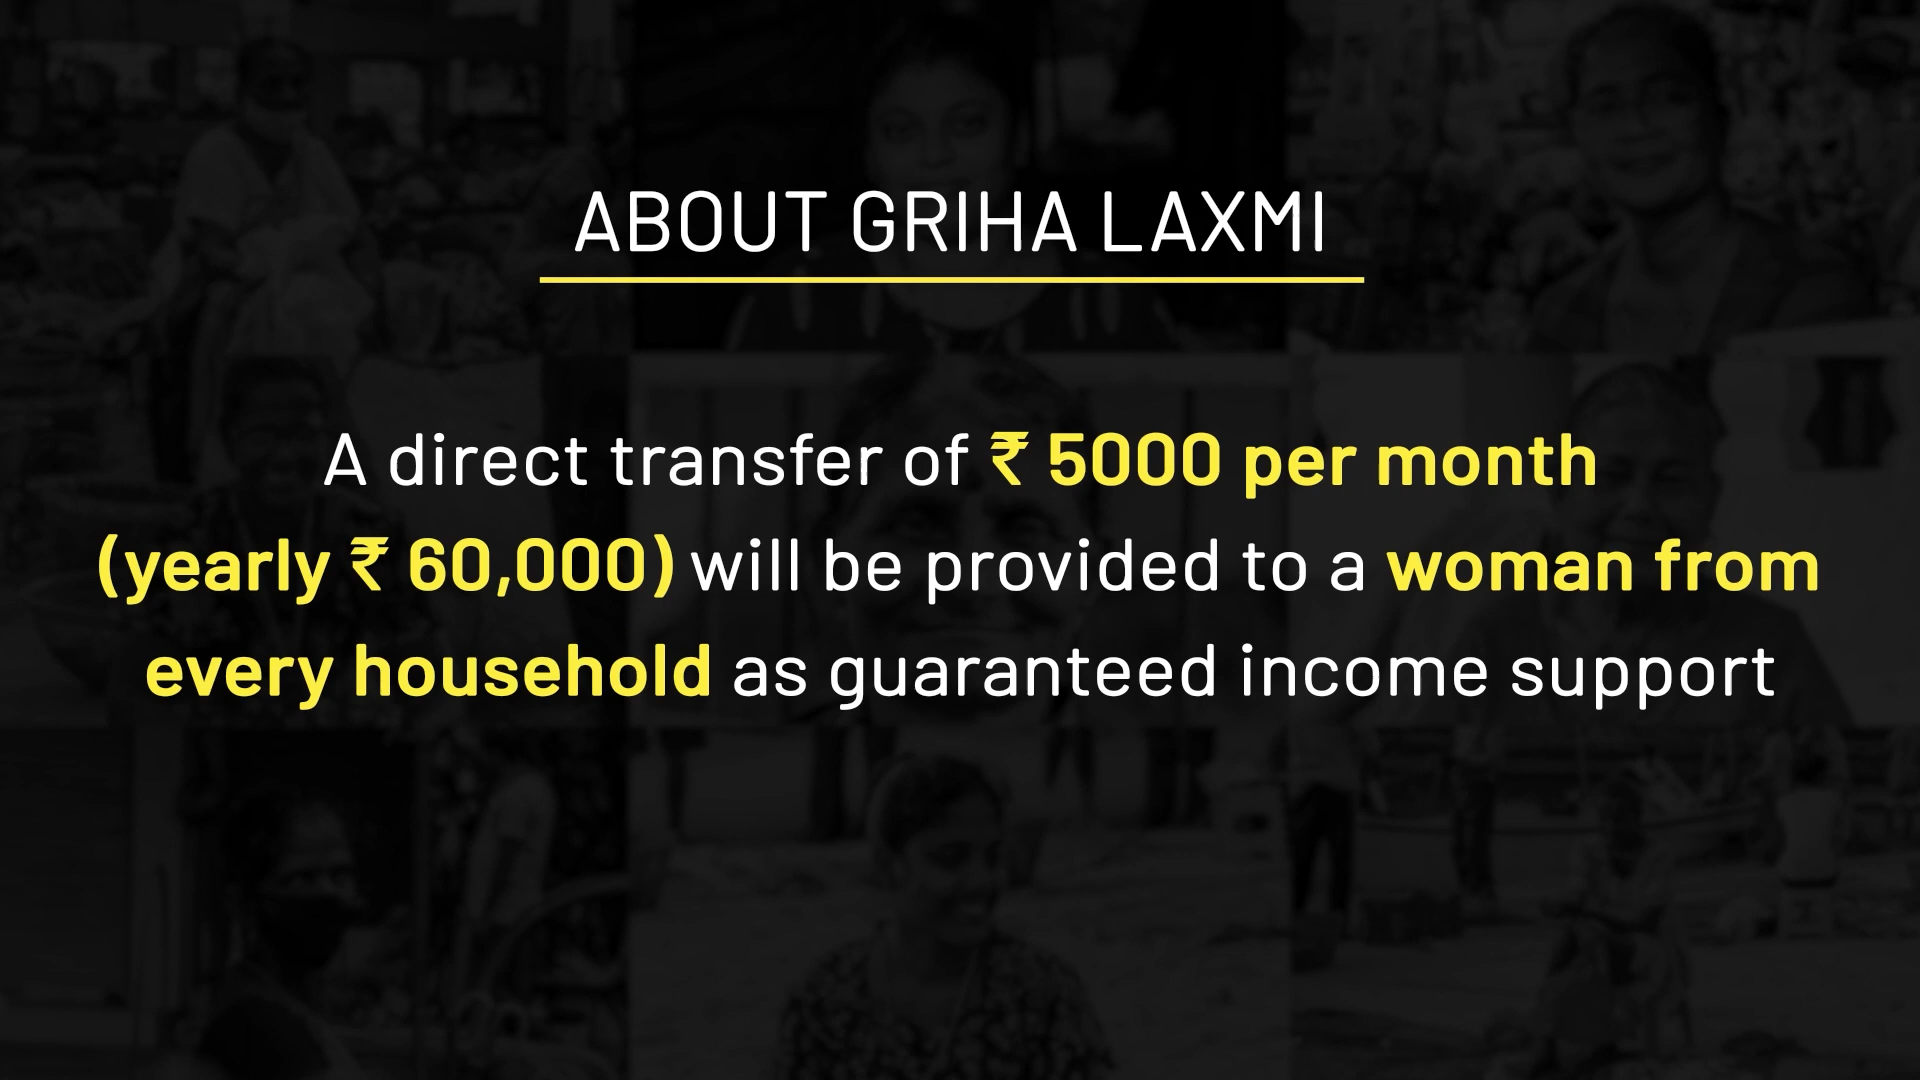 ABOUT GRIHA LAXMI
A direct transfer of ₹ 5000 per month
(yearly ₹ 60,000) will be provided to a woman from
every household as guaranteed income support